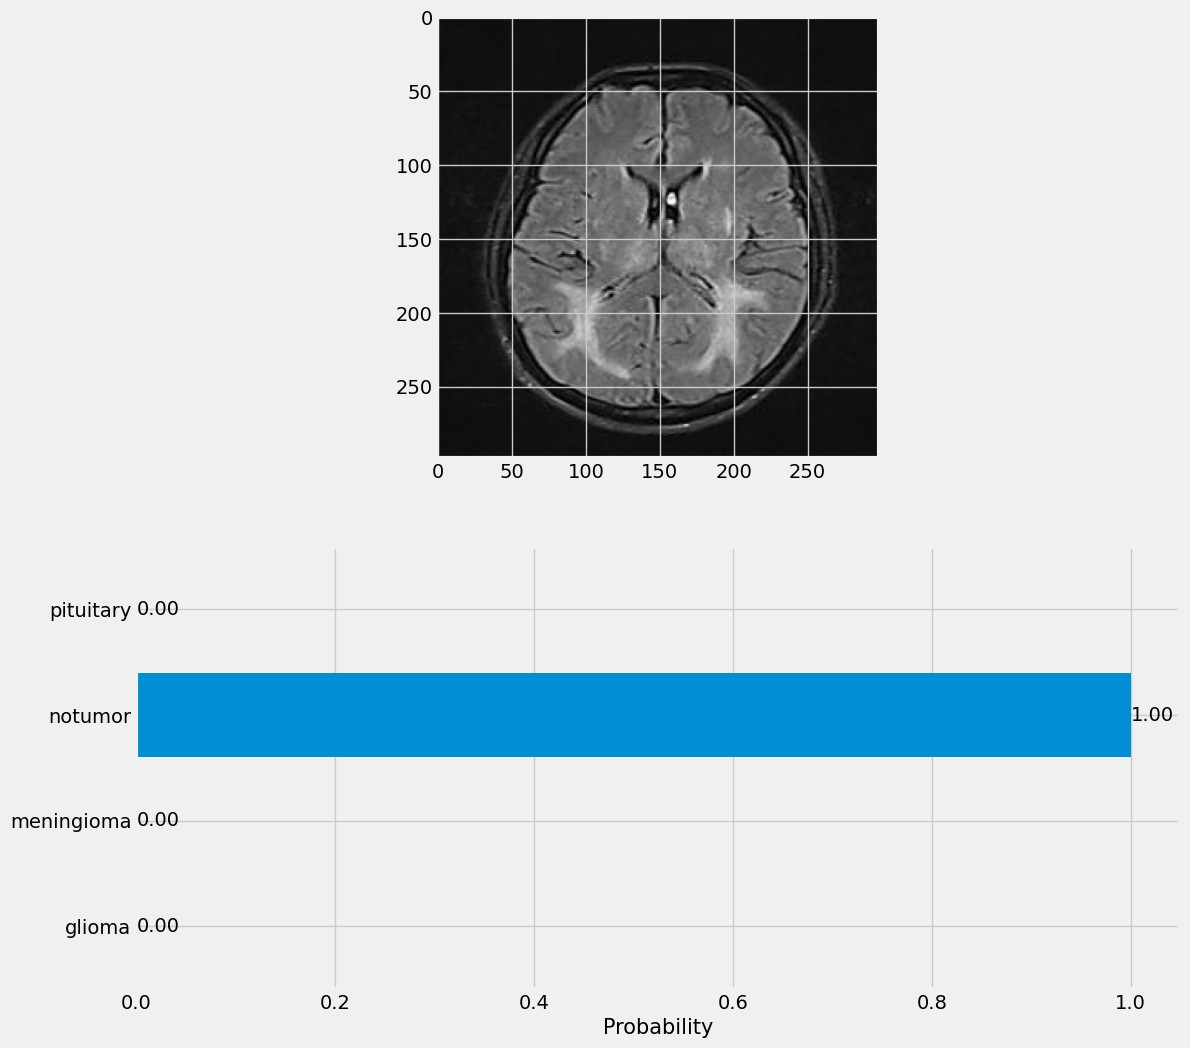 0
50
100
150
200
250
0 50 100 150 200 250
pituitary 0.00
notumor 1.00
meningioma 0.00
glioma 0.00
0.0 0.2 0.4 0.6 0.8 1.0
Probability